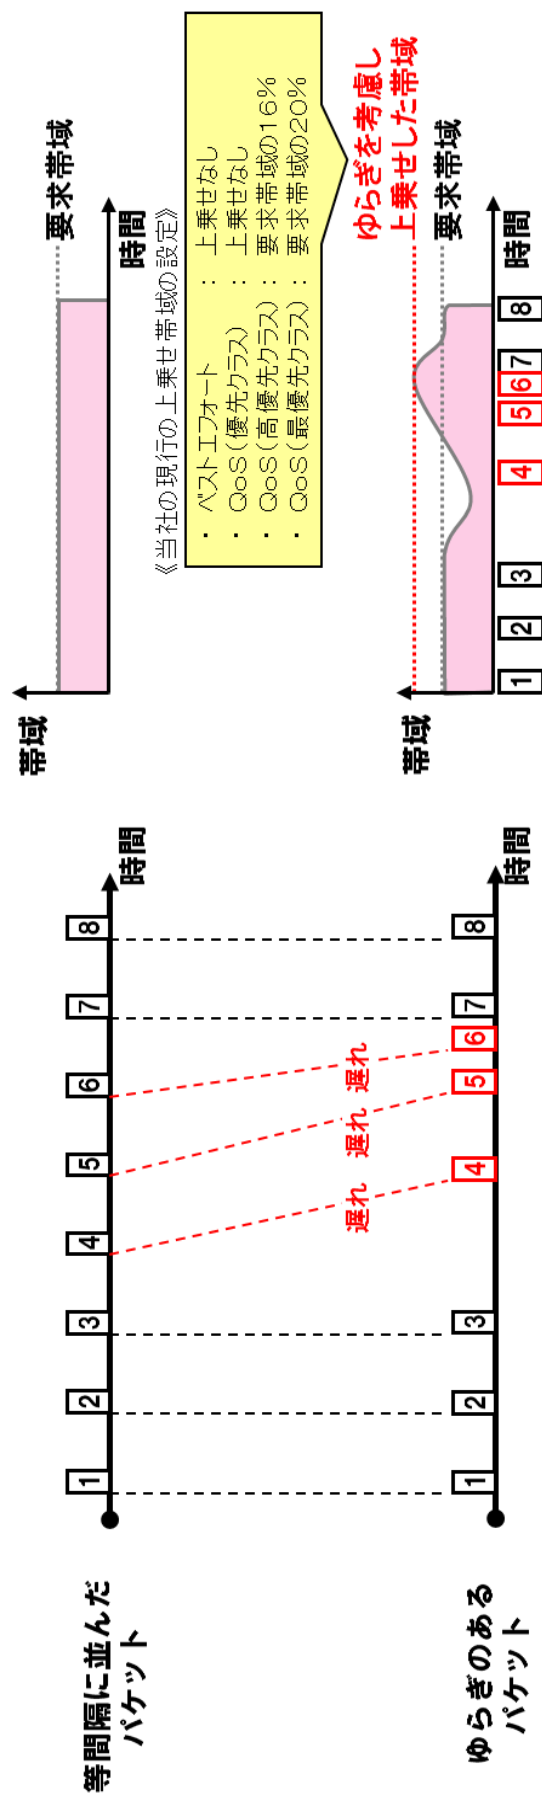 等間隔に並んだ
パケット
1 2 3 4 5 6 7 8
時間
遅れ 遅れ 遅れ
ゆらぎのある
パケット
1 2 3 4 5 6 7 8
時間
帯域
要求帯域
時間
《当社の現行の上乗せ帯域の設定》
・ ベストエフォート : 上乗せなし
・ QoS(優先クラス) : 上乗せなし
・ QoS(高優先クラス) : 要求帯域の16%
・ QoS(最優先クラス) : 要求帯域の20%
ゆらぎを考慮し
上乗せした帯域
帯域
要求帯域
時間
1 2 3 4 5 6 7 8